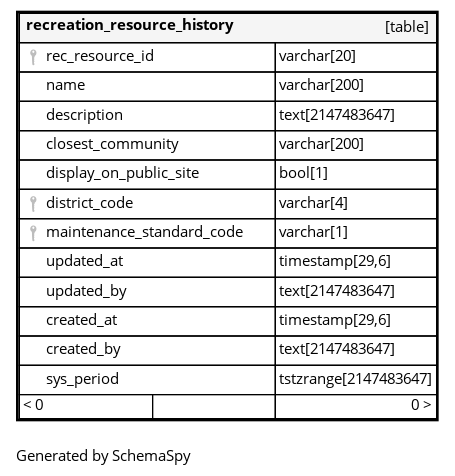 recreation_resource_history [table]
rec_resource_id varchar[20]
name varchar[200]
description text[2147483647]
closest_community varchar[200]
display_on_public_site bool[1]
district_code varchar[4]
maintenance_standard_code varchar[1]
updated_at timestamp[29,6]
updated_by text[2147483647]
created_at timestamp[29,6]
created_by text[2147483647]
sys_period tstzrange[2147483647]
< 0 0 >
Generated by SchemaSpy